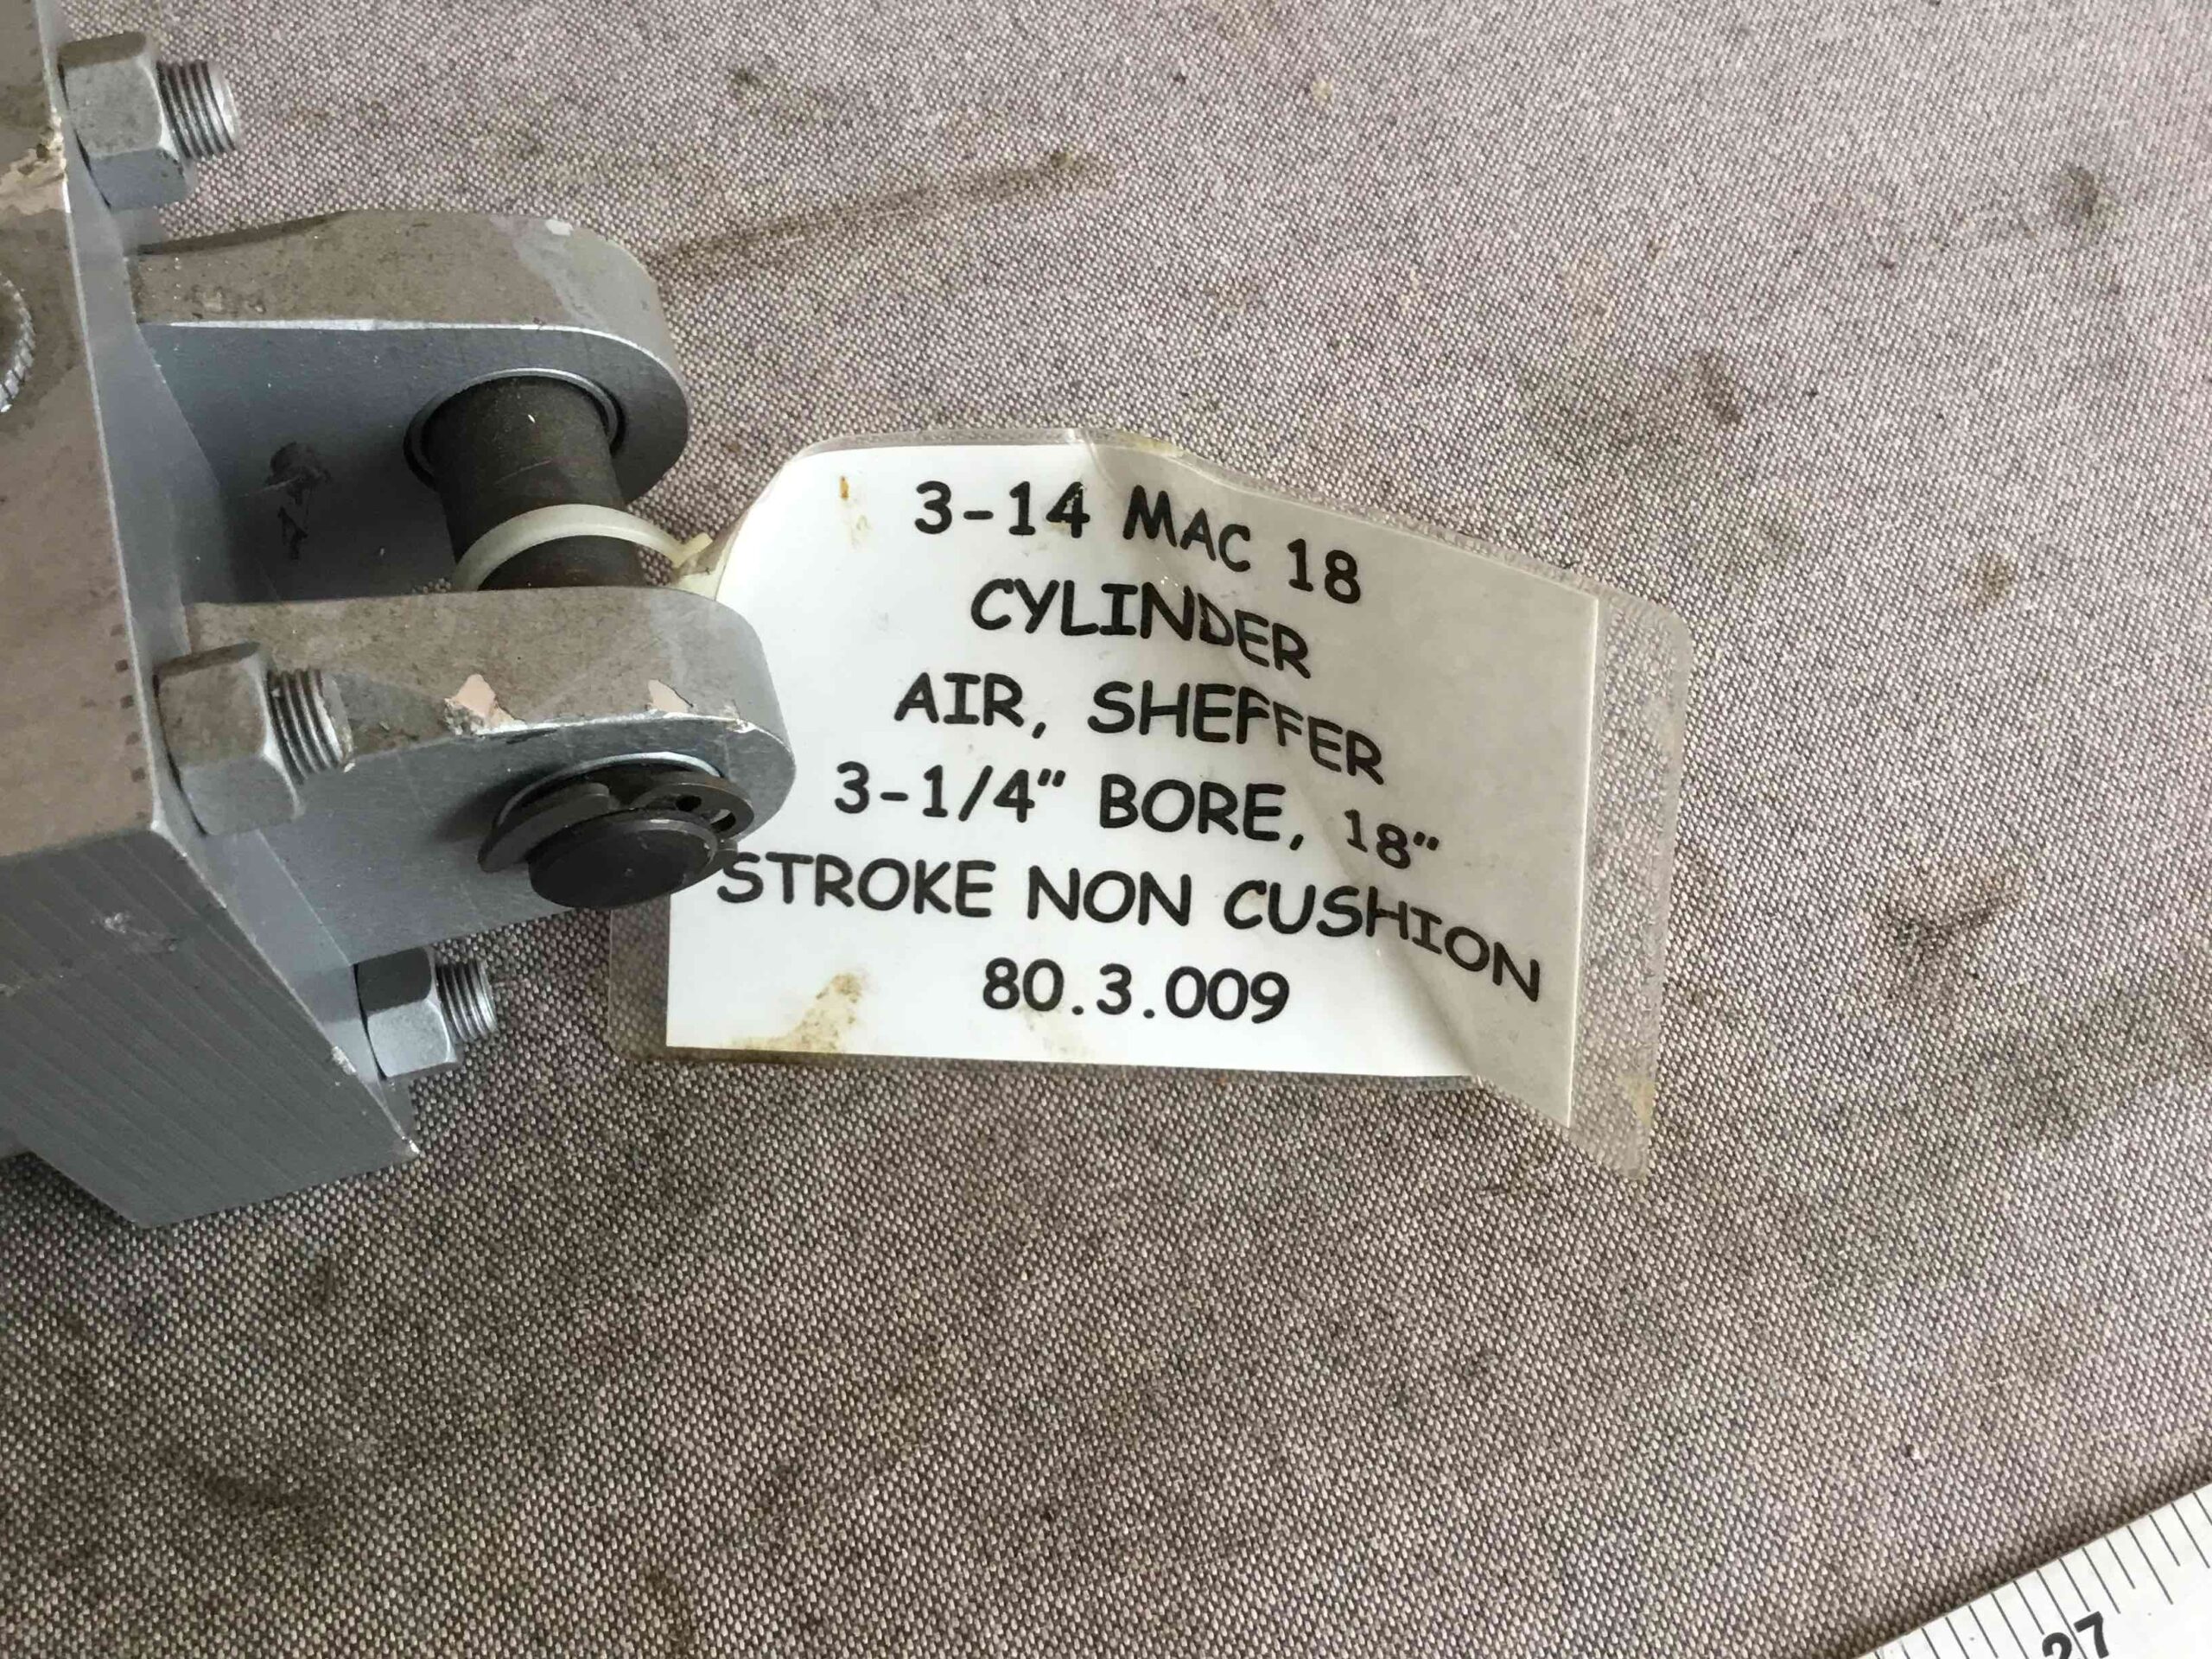 3-14 MAC 18
CYLINDER
AIR, SHEFFER
3-1/4" BORE, 18"
STROKE NON CUSHION
80.3.009
27